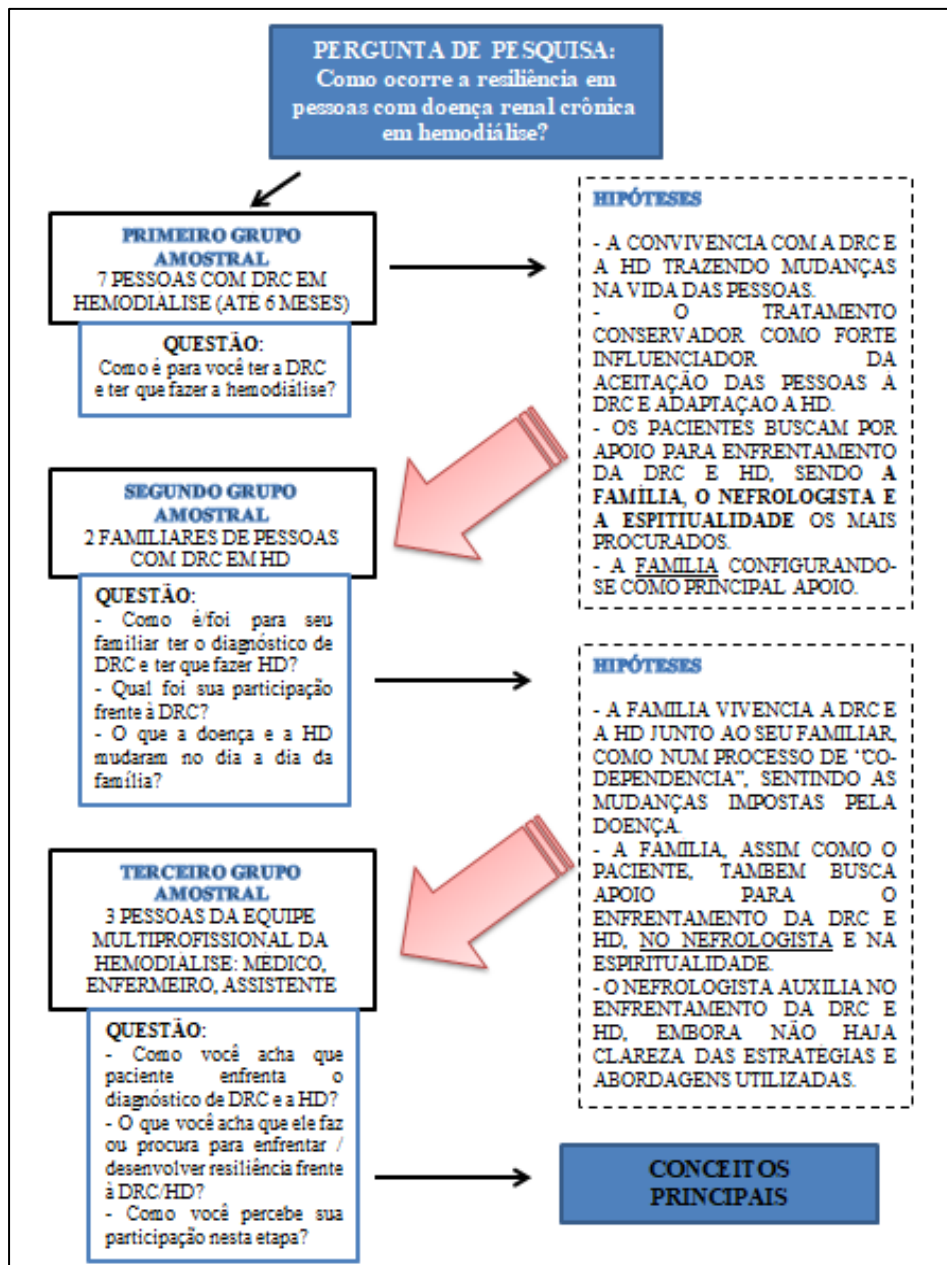 PERGUNTA DE PESQUISA:
Como ocorre a resiliência em
pessoas com doença renal crônica
em hemodiálise?
PRIMEIRO GRUPO
AMOSTRAL
7 PESSOAS COM DRC EM
HEMODIÁLISE (ATÉ 6 MESES)
QUESTÃO:
Como é para você ter a DRC
e ter que fazer a hemodiálise?
HIPÓTESES
- A CONVIVENCIA COM A DRC E
A HD TRAZENDO MUDANÇAS
NA VIDA DAS PESSOAS.
- O TRATAMENTO
CONSERVADOR COMO FORTE
INFLUENCIADOR DA
ACEITAÇÃO DAS PESSOAS À
DRC E ADAPTAÇÃO A HD.
- OS PACIENTES BUSCAM POR
APOIO PARA ENFRENTAMENTO
DA DRC E HD, SENDO A
FAMÍLIA, O NEFROLOGISTA E
A ESPITIUALIDADE OS MAIS
PROCURADOS.
- A FAMILIA CONFIGURANDO-
SE COMO PRINCIPAL APOIO.
SEGUNDO GRUPO
AMOSTRAL
2 FAMILIARES DE PESSOAS
COM DRC EM HD
QUESTÃO:
- Como é/foi para seu
familiar ter o diagnóstico de
DRC e ter que fazer HD?
- Qual foi sua participação
frente à DRC?
- O que a doença e a HD
mudaram no dia a dia da
família?
HIPÓTESES
- A FAMILIA VIVENCIA A DRC E
A HD JUNTO AO SEU FAMILIAR,
COMO NUM PROCESSO DE “CO-
DEPENDENCIA”, SENTINDO AS
MUDANÇAS IMPOSTAS PELA
DOENÇA.
- A FAMILIA, ASSIM COMO O
PACIENTE, TAMBEM BUSCA
APOIO PARA O
ENFRENTAMENTO DA DRC E
HD, NO NEFROLOGISTA E NA
ESPIRITUALIDADE.
- O NEFROLOGISTA AUXILIA NO
ENFRENTAMENTO DA DRC E
HD, EMBORA NÃO HAJA
CLAREZA DAS ESTRATÉGIAS E
ABORDAGENS UTILIZADAS.
TERCEIRO GRUPO
AMOSTRAL
3 PESSOAS DA EQUIPE
MULTIPROFISSIONAL DA
HEMODIÁLISE: MÉDICO,
ENFERMEIRO, ASSISTENTE
QUESTÃO:
- Como você acha que
paciente enfrenta o
diagnóstico de DRC e a HD?
- O que você acha que ele faz
ou procura para enfrentar /
desenvolver resiliência frente
à DRC/HD?
- Como você percebe sua
participação nesta etapa?
CONCEITOS
PRINCIPAIS